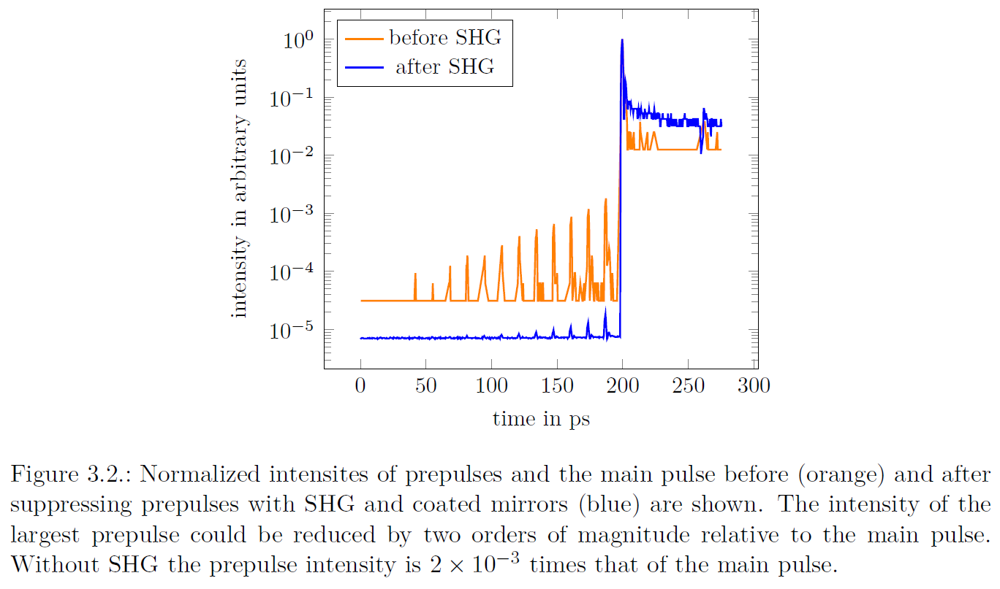 before SHG
after SHG
10⁰
10⁻¹
10⁻²
10⁻³
10⁻⁴
10⁻⁵
intensity in arbitrary units
0 50 100 150 200 250 300
time in ps
Figure 3.2.: Normalized intensites of prepulses and the main pulse before (orange) and after
suppressing prepulses with SHG and coated mirrors (blue) are shown. The intensity of the
largest prepulse could be reduced by two orders of magnitude relative to the main pulse.
Without SHG the prepulse intensity is 2 × 10⁻³ times that of the main pulse.